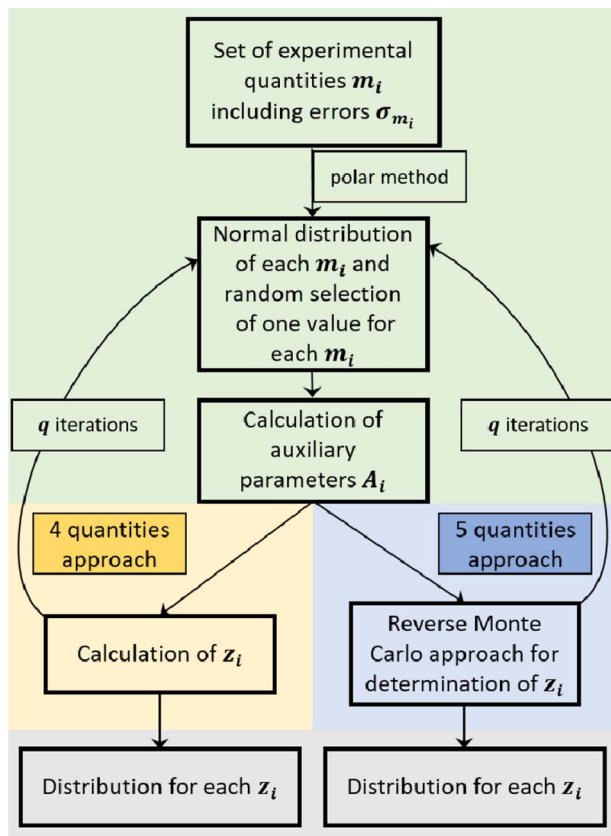 Set of experimental
quantities m_i
including errors σ_{m_i}
polar method
Normal distribution
of each m_i and
random selection
of one value for
each m_i
q iterations
q iterations
Calculation of
auxiliary
parameters A_i
4 quantities
approach
5 quantities
approach
Calculation of z_i
Reverse Monte
Carlo approach for
determination of z_i
Distribution for each z_i
Distribution for each z_i